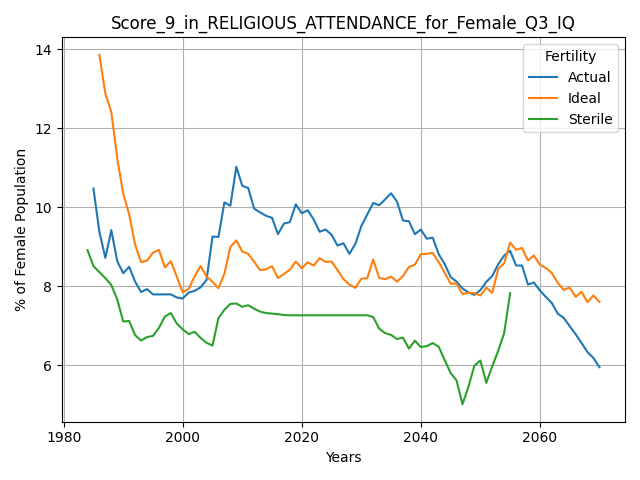 Score_9_in_RELIGIOUS_ATTENDANCE_for_Female_Q3_IQ
Fertility
Actual
Ideal
Sterile
% of Female Population
14
12
10
8
6
1980 2000 2020 2040 2060
Years